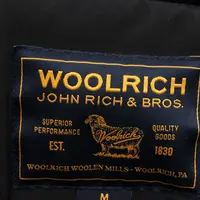 WOOLRICH
JOHN RICH & BROS.
SUPERIOR PERFORMANCE
QUALITY GOODS
Woolrich
EST.
1830
WOOLRICH WOOLEN MILLS - WOOLRICH, PA
M